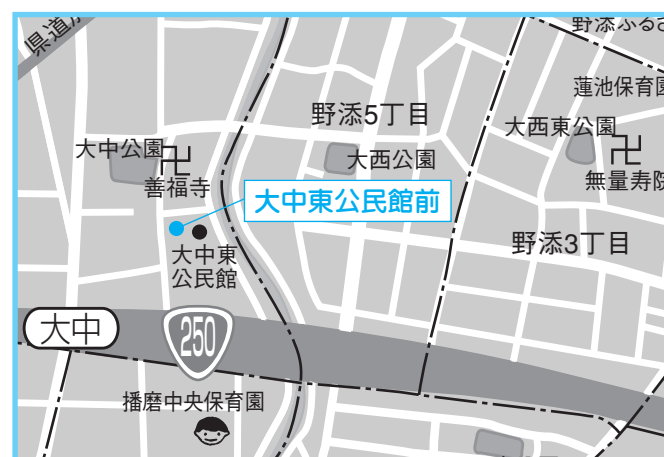 県道
野添ふるさ
蓮池保育園
野添5丁目
大西東公園
大中公園
大西公園
無量寿院
善福寺
大中東公民館前
野添3丁目
大中東
公民館
大中
250
播磨中央保育園